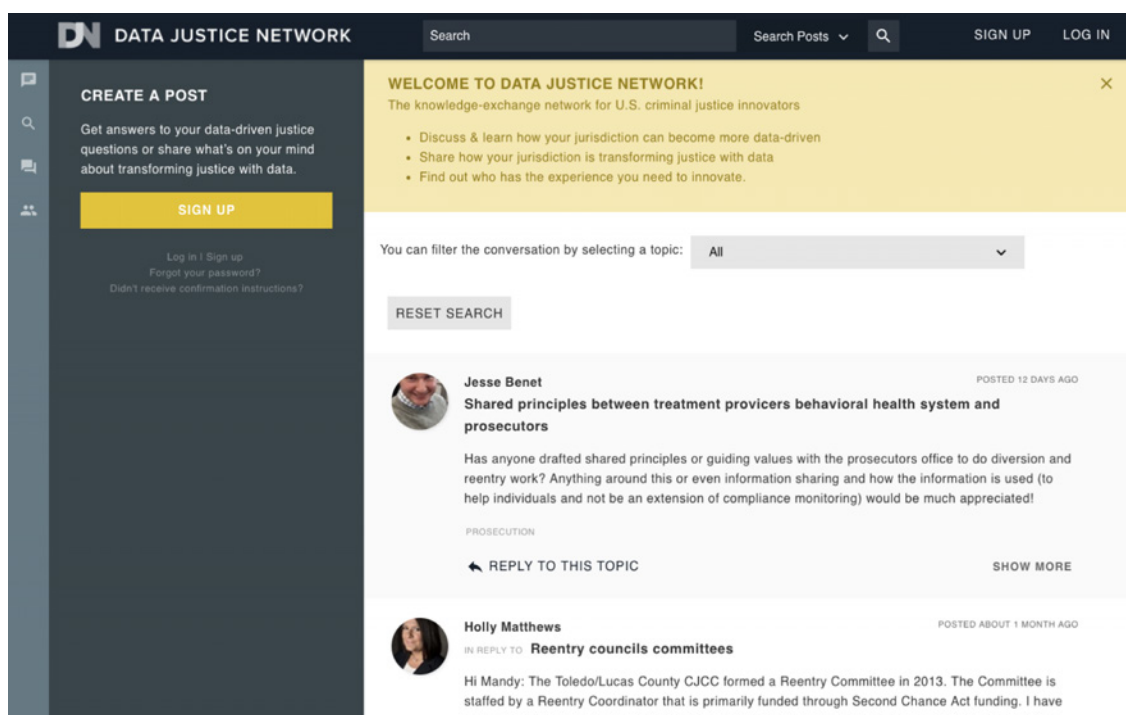 DN DATA JUSTICE NETWORK
Search
Search Posts
SIGN UP
LOG IN
CREATE A POST
Get answers to your data-driven justice
questions or share what's on your mind
about transforming justice with data.
SIGN UP
Log in | Sign up
Forgot your password?
Didn't receive confirmation instructions?
WELCOME TO DATA JUSTICE NETWORK!
The knowledge-exchange network for U.S. criminal justice innovators
• Discuss & learn how your jurisdiction can become more data-driven
• Share how your jurisdiction is transforming justice with data
• Find out who has the experience you need to innovate.
You can filter the conversation by selecting a topic:
All
RESET SEARCH
Jesse Benet
POSTED 12 DAYS AGO
Shared principles between treatment provicers behavioral health system and
prosecutors
Has anyone drafted shared principles or guiding values with the prosecutors office to do diversion and
reentry work? Anything around this or even information sharing and how the information is used (to
help individuals and not be an extension of compliance monitoring) would be much appreciated!
PROSECUTION
REPLY TO THIS TOPIC
SHOW MORE
Holly Matthews
POSTED ABOUT 1 MONTH AGO
IN REPLY TO Reentry councils committees
Hi Mandy: The Toledo/Lucas County CJCC formed a Reentry Committee in 2013. The Committee is
staffed by a Reentry Coordinator that is primarily funded through Second Chance Act funding. I have